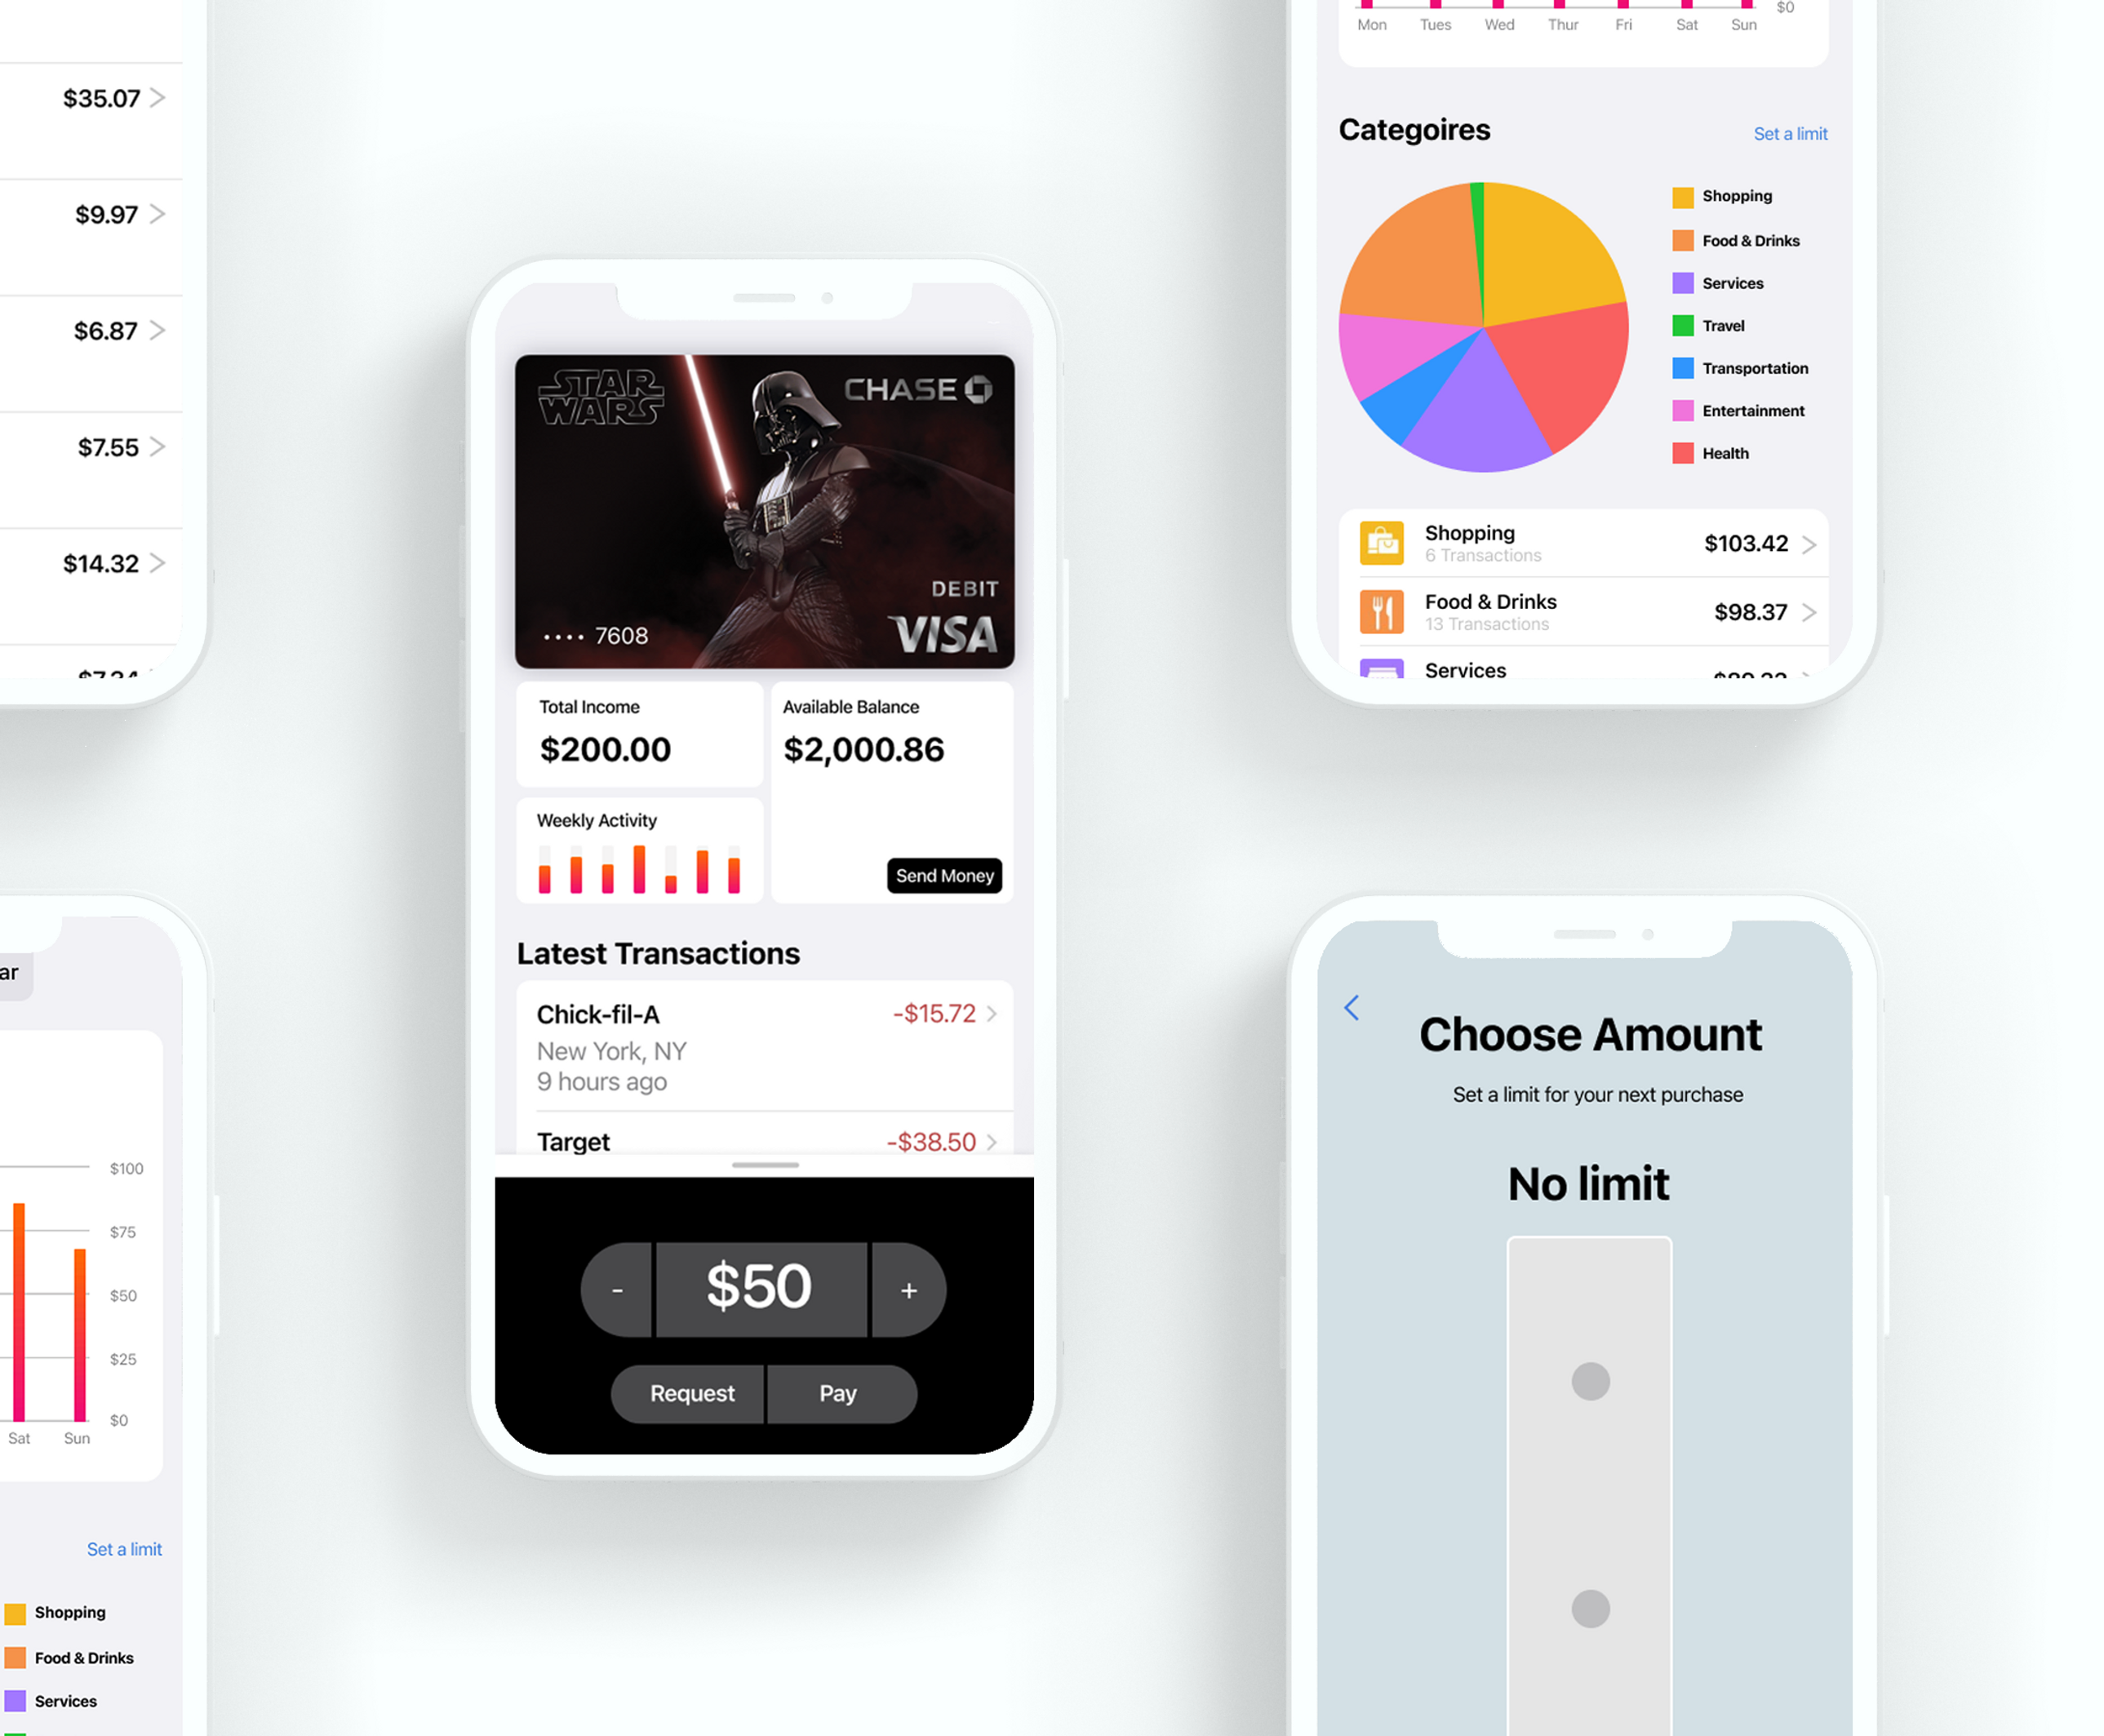 $35.07
$9.97
$6.87
$7.55
$14.32
ar
$100
$75
$50
$25
$0
Sat Sun
Set a limit
Shopping
Food & Drinks
Services
STAR
WARS
CHASE
DEBIT
•••• 7608
VISA
Total Income
$200.00
Available Balance
$2,000.86
Weekly Activity
Send Money
Latest Transactions
Chick-fil-A -$15.72
New York, NY
9 hours ago
Target -$38.50
- $50 +
Request Pay
$0
Mon Tues Wed Thur Fri Sat Sun
Categoires Set a limit
Shopping
Food & Drinks
Services
Travel
Transportation
Entertainment
Health
Shopping $103.42
6 Transactions
Food & Drinks $98.37
13 Transactions
Services
Choose Amount
Set a limit for your next purchase
No limit